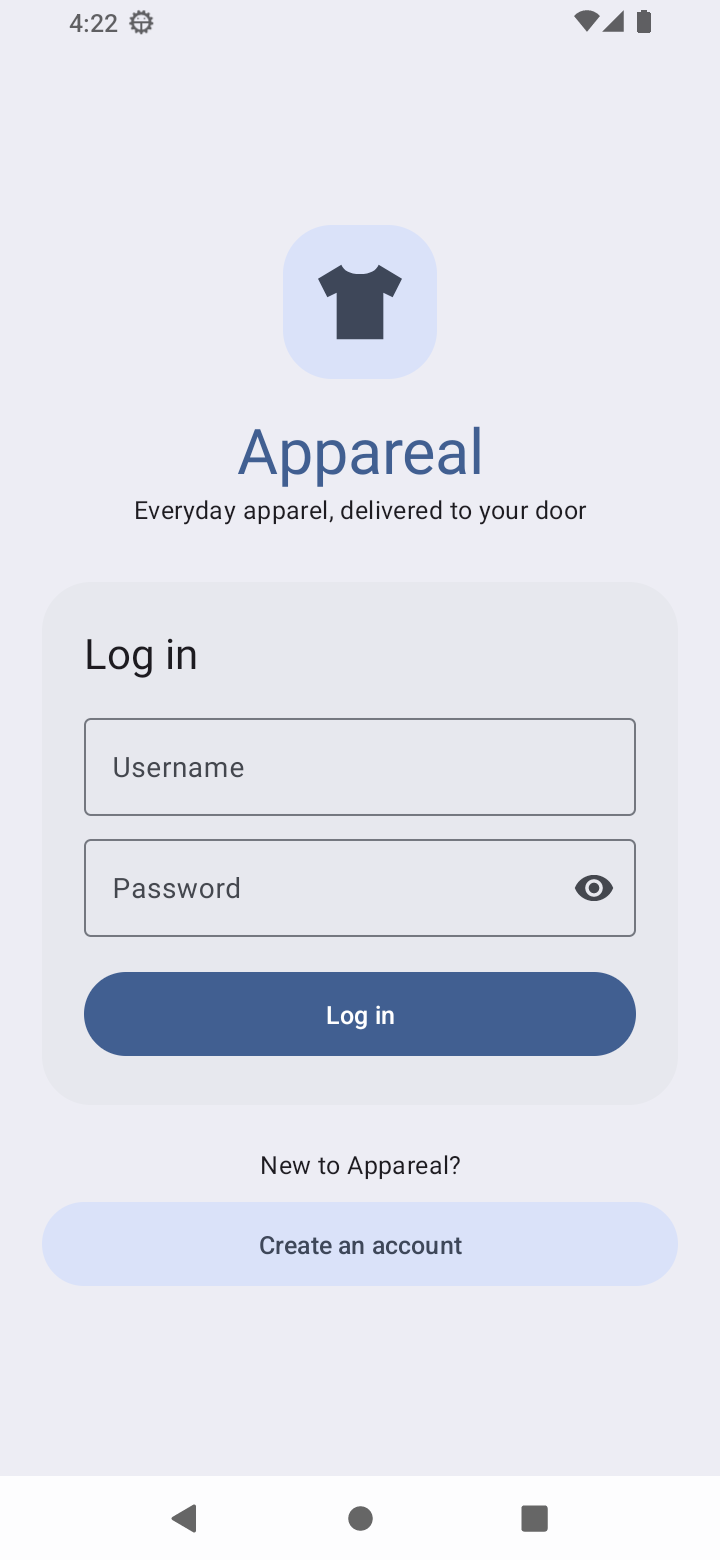 4:22
Appareal
Everyday apparel, delivered to your door
Log in
Username
Password
Log in
New to Appareal?
Create an account